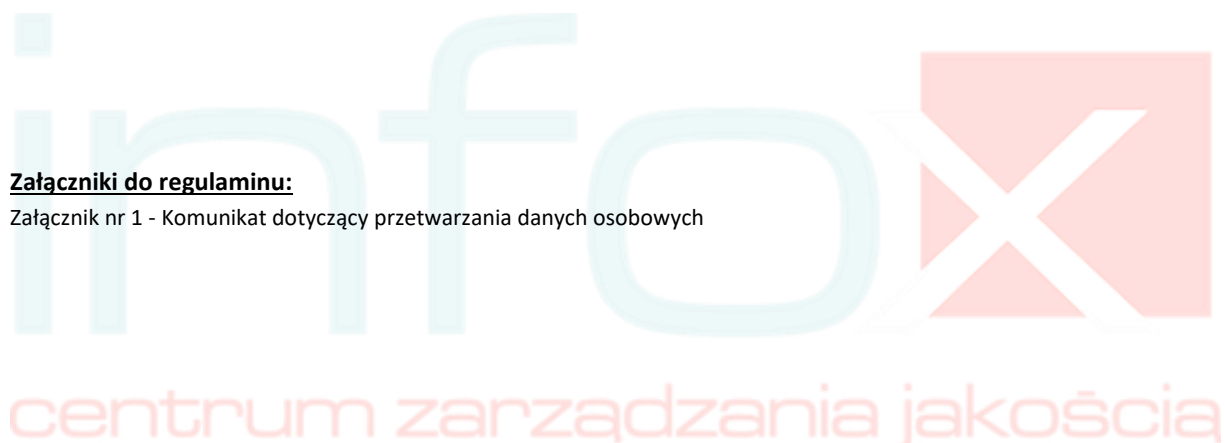 infox
Załączniki do regulaminu:
Załącznik nr 1 - Komunikat dotyczący przetwarzania danych osobowych
centrum zarządzania jakością